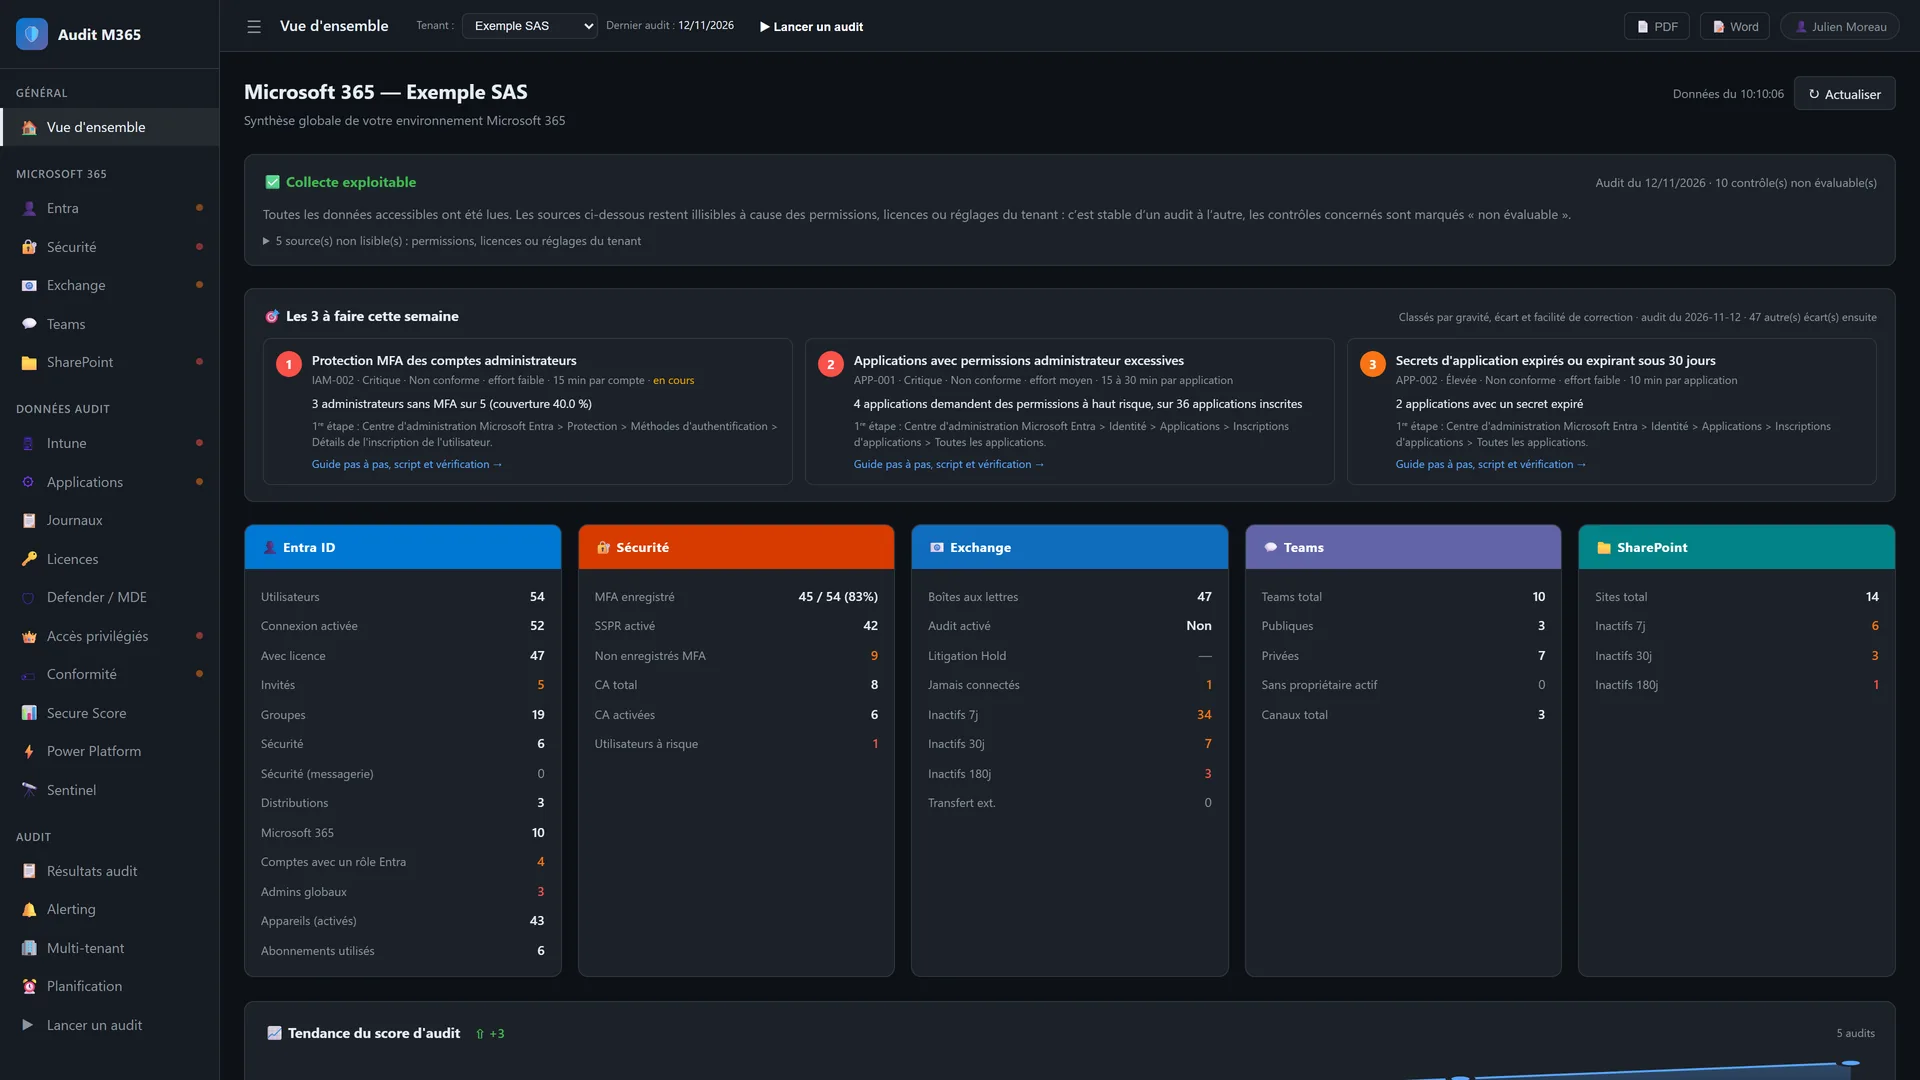 Audit M365
GÉNÉRAL
Vue d'ensemble
MICROSOFT 365
Entra
Sécurité
Exchange
Teams
SharePoint
DONNÉES AUDIT
Intune
Applications
Journaux
Licences
Defender / MDE
Accès privilégiés
Conformité
Secure Score
Power Platform
Sentinel
AUDIT
Résultats audit
Alerting
Multi-tenant
Planification
Lancer un audit
Vue d'ensemble
Tenant : Exemple SAS
Dernier audit : 12/11/2026
▶ Lancer un audit
PDF
Word
Julien Moreau
Microsoft 365 — Exemple SAS
Synthèse globale de votre environnement Microsoft 365
Données du 10:10:06
↻ Actualiser
Collecte exploitable
Audit du 12/11/2026 · 10 contrôle(s) non évaluable(s)
Toutes les données accessibles ont été lues. Les sources ci-dessous restent illisibles à cause des permissions, licences ou réglages du tenant : c’est stable d’un audit à l’autre, les contrôles concernés sont marqués « non évaluable ».
▶ 5 source(s) non lisible(s) : permissions, licences ou réglages du tenant
Les 3 à faire cette semaine
Classés par gravité, écart et facilité de correction · audit du 2026-11-12 · 47 autre(s) écart(s) ensuite
1
Protection MFA des comptes administrateurs
IAM-002 · Critique · Non conforme · effort faible · 15 min par compte · en cours
3 administrateurs sans MFA sur 5 (couverture 40.0 %)
1ʳᵉ étape : Centre d'administration Microsoft Entra > Protection > Méthodes d'authentification >
Détails de l'inscription de l'utilisateur.
Guide pas à pas, script et vérification →
2
Applications avec permissions administrateur excessives
APP-001 · Critique · Non conforme · effort moyen · 15 à 30 min par application
4 applications demandent des permissions à haut risque, sur 36 applications inscrites
1ʳᵉ étape : Centre d'administration Microsoft Entra > Identité > Applications > Inscriptions
d'applications > Toutes les applications.
Guide pas à pas, script et vérification →
3
Secrets d'application expirés ou expirant sous 30 jours
APP-002 · Élevée · Non conforme · effort faible · 10 min par application
2 applications avec un secret expiré
1ʳᵉ étape : Centre d'administration Microsoft Entra > Identité > Applications > Inscriptions
d'applications > Toutes les applications.
Guide pas à pas, script et vérification →
Entra ID
Utilisateurs 54
Connexion activée 52
Avec licence 47
Invités 5
Groupes 19
Sécurité 6
Sécurité (messagerie) 0
Distributions 3
Microsoft 365 10
Comptes avec un rôle Entra 4
Admins globaux 3
Appareils (activés) 43
Abonnements utilisés 6
Sécurité
MFA enregistré 45 / 54 (83%)
SSPR activé 42
Non enregistrés MFA 9
CA total 8
CA activées 6
Utilisateurs à risque 1
Exchange
Boîtes aux lettres 47
Audit activé Non
Litigation Hold —
Jamais connectés 1
Inactifs 7j 34
Inactifs 30j 7
Inactifs 180j 3
Transfert ext. 0
Teams
Teams total 10
Publiques 3
Privées 7
Sans propriétaire actif 0
Canaux total 3
SharePoint
Sites total 14
Inactifs 7j 6
Inactifs 30j 3
Inactifs 180j 1
Tendance du score d'audit ⇧ +3
5 audits